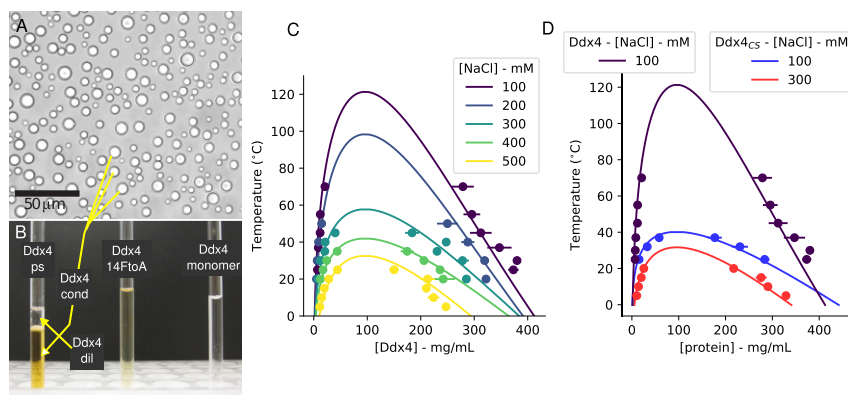 A
50 μm
B
Ddx4
ps
Ddx4
cond
Ddx4
dil
Ddx4
14FtoA
Ddx4
monomer
C
[NaCl] - mM
100
200
300
400
500
Temperature (°C)
120
100
80
60
40
20
0
0 100 200 300 400
[Ddx4] - mg/mL
D
Ddx4 - [NaCl] - mM
100
Ddx4CS - [NaCl] - mM
100
300
Temperature (°C)
120
100
80
60
40
20
0
0 100 200 300 400
[protein] - mg/mL